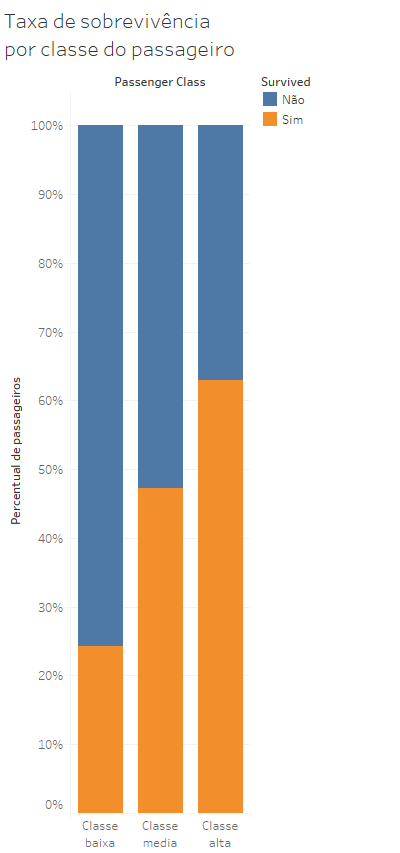 Taxa de sobrevivência
por classe do passageiro
Passenger Class
Survived
Não
Sim
100%
90%
80%
70%
60%
50%
40%
30%
20%
10%
0%
Percentual de passageiros
Classe
baixa
Classe
media
Classe
alta